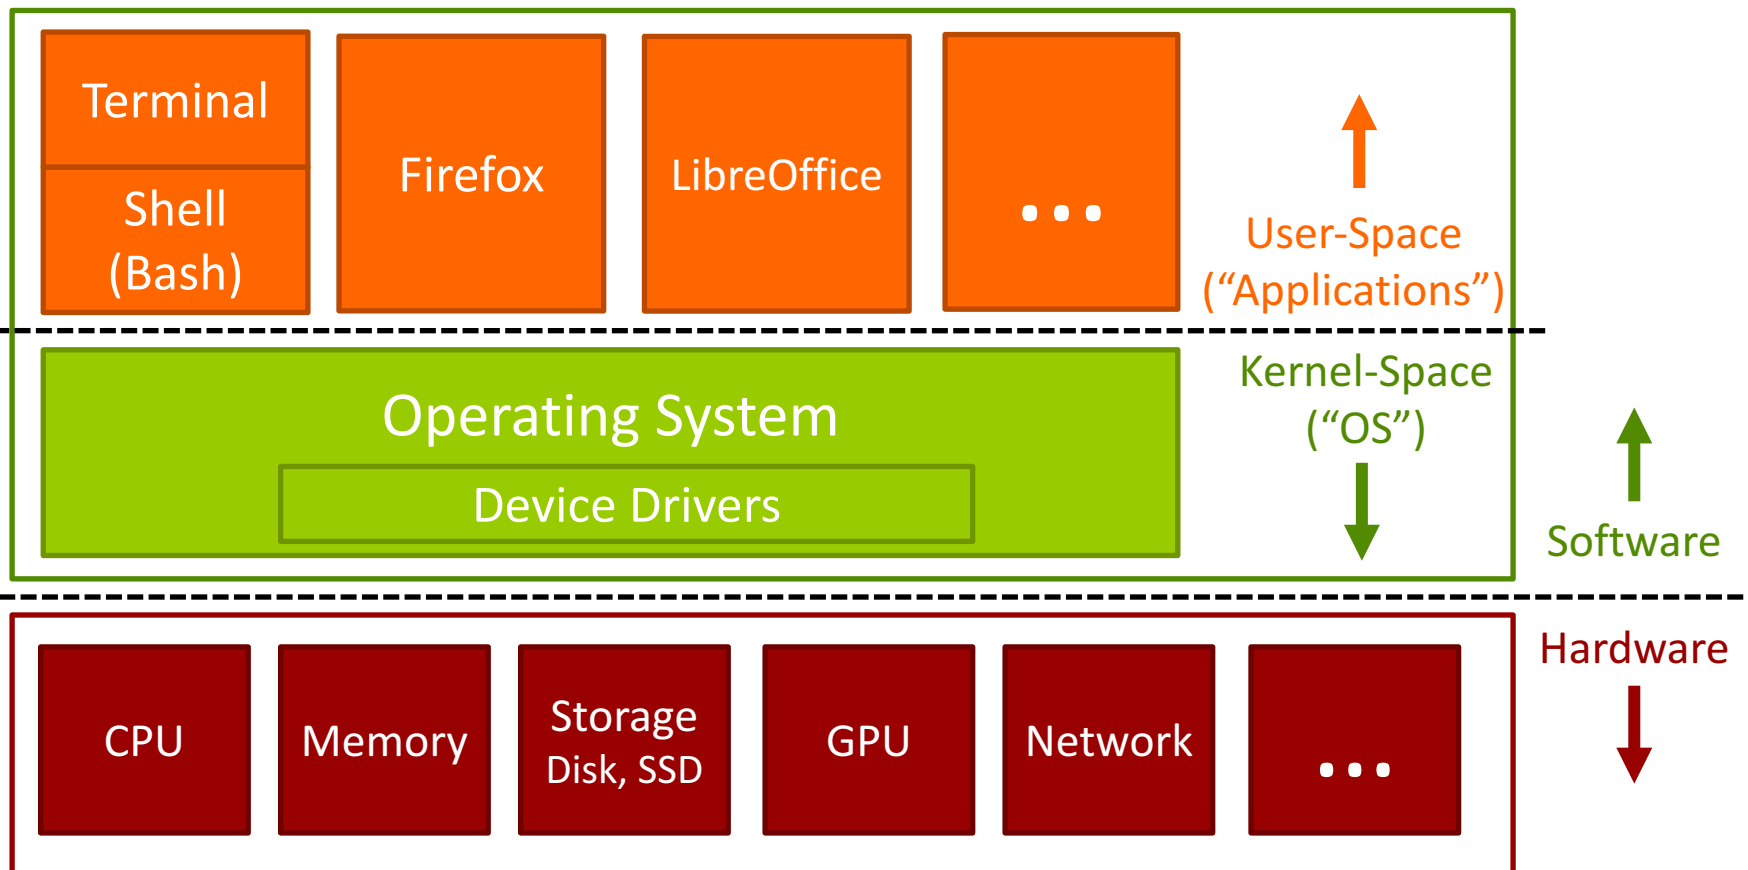 Terminal
Shell
(Bash)
Firefox
LibreOffice
...
User-Space
(“Applications”)
Operating System
Device Drivers
Kernel-Space
(“OS”)
Software
Hardware
CPU
Memory
Storage
Disk, SSD
GPU
Network
...